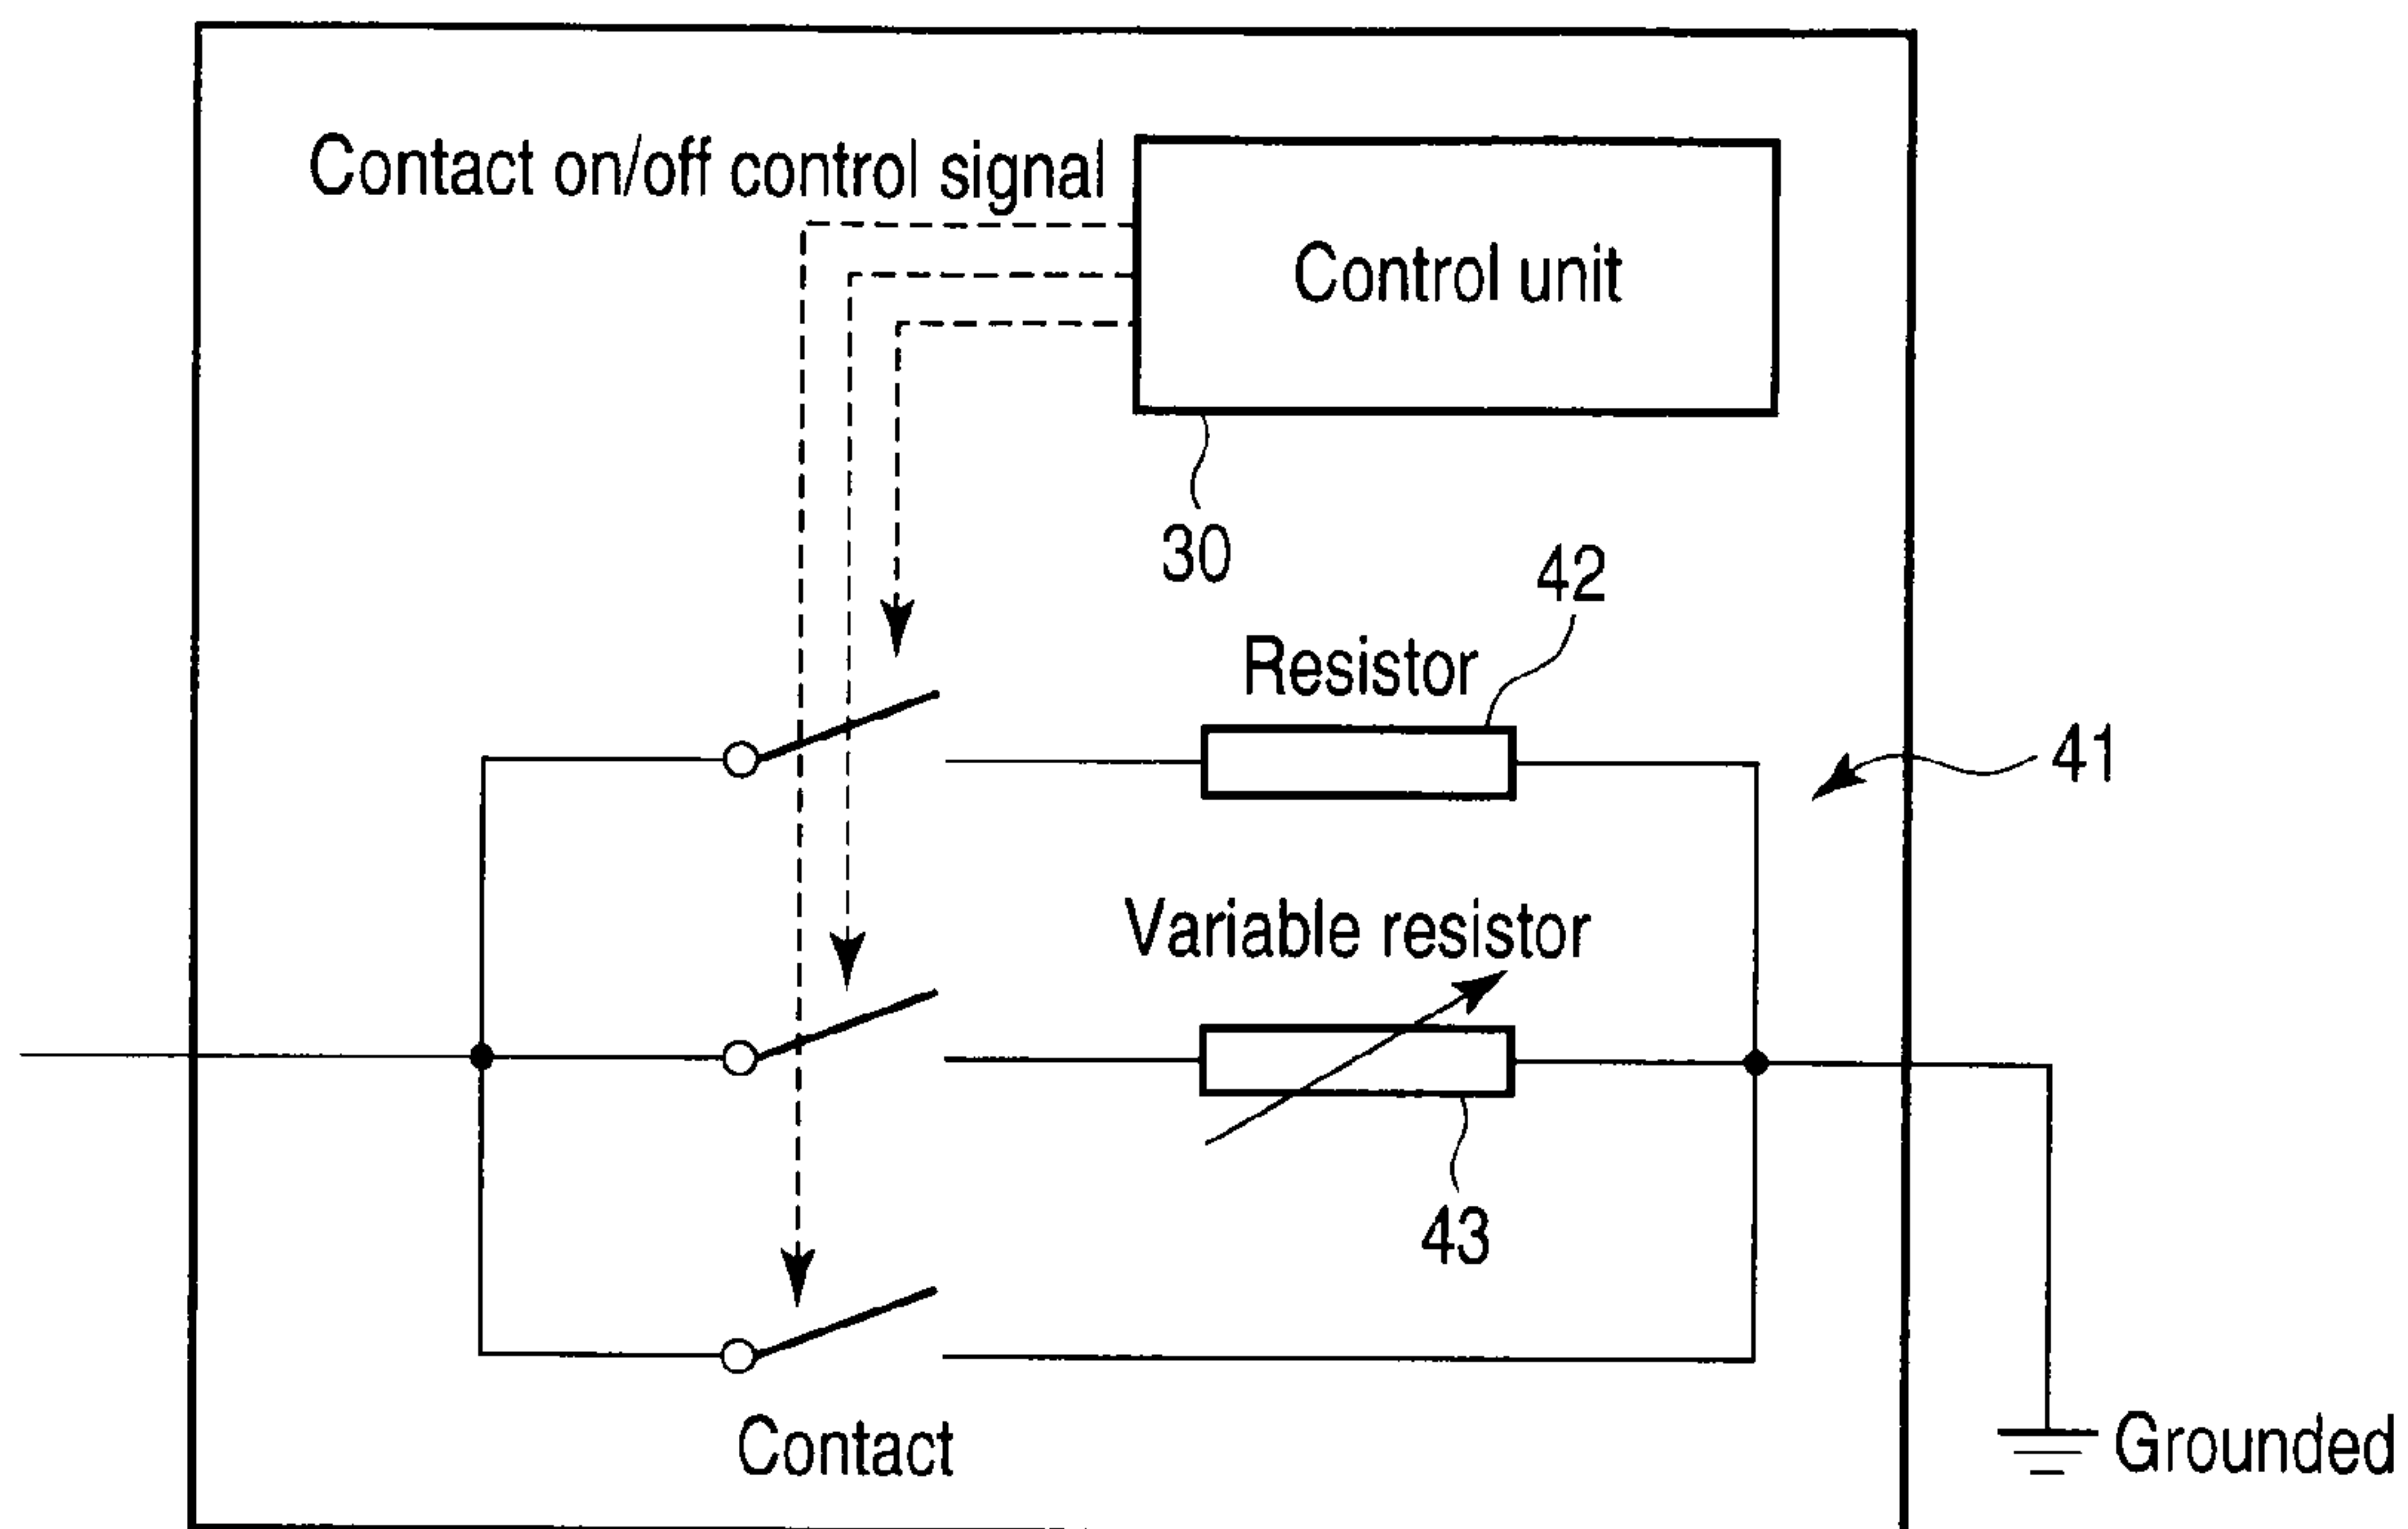 Contact on/off control signal
Control unit
30
42
Resistor
41
Variable resistor
43
Contact
Grounded